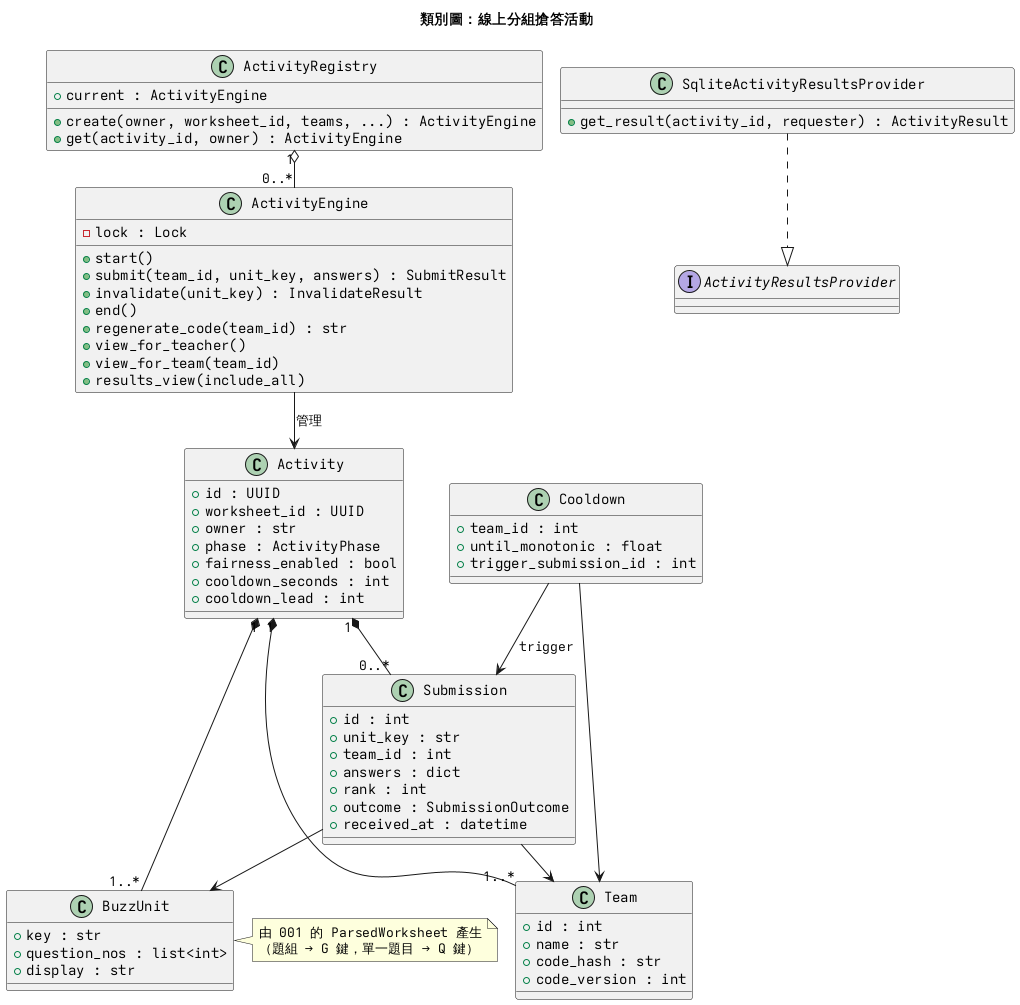 類別圖：線上分組搶答活動
C ActivityRegistry
current : ActivityEngine
create(owner, worksheet_id, teams, ...) : ActivityEngine
get(activity_id, owner) : ActivityEngine
C SqliteActivityResultsProvider
get_result(activity_id, requester) : ActivityResult
1
0..*
C ActivityEngine
lock : Lock
start()
submit(team_id, unit_key, answers) : SubmitResult
invalidate(unit_key) : InvalidateResult
end()
regenerate_code(team_id) : str
view_for_teacher()
view_for_team(team_id)
results_view(include_all)
I ActivityResultsProvider
管理
C Activity
id : UUID
worksheet_id : UUID
owner : str
phase : ActivityPhase
fairness_enabled : bool
cooldown_seconds : int
cooldown_lead : int
C Cooldown
team_id : int
until_monotonic : float
trigger_submission_id : int
1
1
1
trigger
0..*
C Submission
id : int
unit_key : str
team_id : int
answers : dict
rank : int
outcome : SubmissionOutcome
received_at : datetime
1..*
1..*
C BuzzUnit
key : str
question_nos : list<int>
display : str
由 001 的 ParsedWorksheet 產生
（題組 → G 鍵，單一題目 → Q 鍵）
C Team
id : int
name : str
code_hash : str
code_version : int